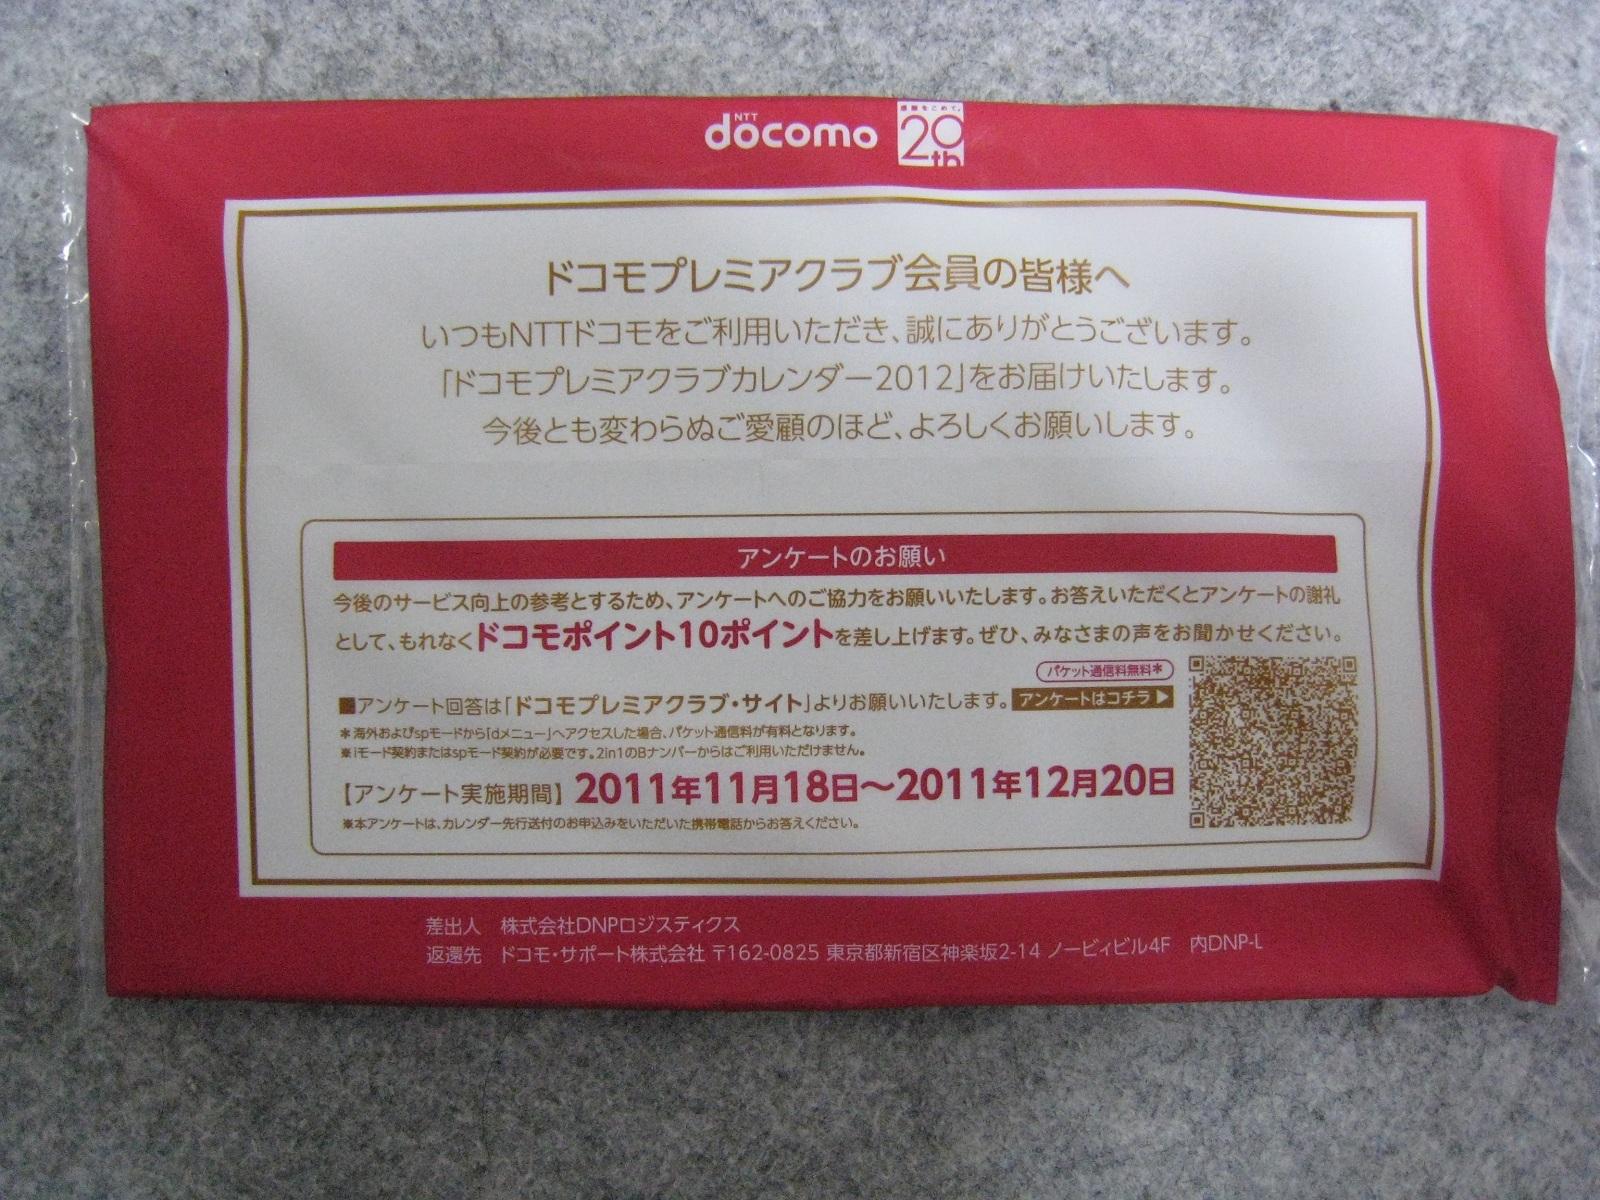 NTT
docomo
感謝をこめて。
20th
ドコモプレミアクラブ会員の皆様へ
いつもNTTドコモをご利用いただき、誠にありがとうございます。
「ドコモプレミアクラブカレンダー2012」をお届けいたします。
今後とも変わらぬご愛顧のほど、よろしくお願いします。
アンケートのお願い
今後のサービス向上の参考とするため、アンケートへのご協力をお願いいたします。お答えいただくとアンケートの謝礼
として、もれなくドコモポイント10ポイントを差し上げます。ぜひ、みなさまの声をお聞かせください。
パケット通信料無料＊
■アンケート回答は「ドコモプレミアクラブ・サイト」よりお願いいたします。アンケートはコチラ▶
＊海外およびspモードから「dメニュー」へアクセスした場合、パケット通信料が有料となります。
※iモード契約またはspモード契約が必要です。2in1のBナンバーからはご利用いただけません。
【アンケート実施期間】2011年11月18日～2011年12月20日
※本アンケートは、カレンダー先行送付のお申込みをいただいた携帯電話からお答えください。
差出人 株式会社DNPロジスティクス
返還先 ドコモ・サポート株式会社 〒162-0825 東京都新宿区神楽坂2-14 ノービィビル4F 内DNP-L